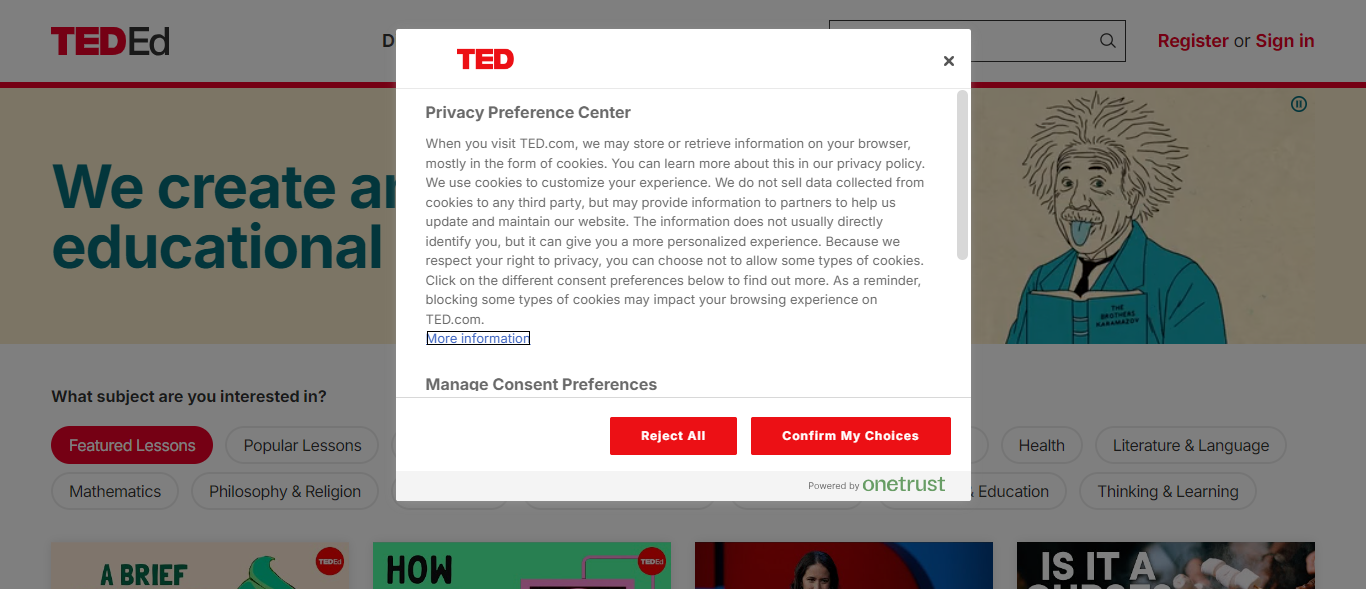 TEDEd
D
Register or Sign in
TED
Privacy Preference Center
When you visit TED.com, we may store or retrieve information on your browser,
mostly in the form of cookies. You can learn more about this in our privacy policy.
We use cookies to customize your experience. We do not sell data collected from
cookies to any third party, but may provide information to partners to help us
update and maintain our website. The information does not usually directly
identify you, but it can give you a more personalized experience. Because we
respect your right to privacy, you can choose not to allow some types of cookies.
Click on the different consent preferences below to find out more. As a reminder,
blocking some types of cookies may impact your browsing experience on
TED.com.
More information
Manage Consent Preferences
Reject All Confirm My Choices
Powered by onetrust
We create
educational
THE
BROTHERS
KARAMAZOV
What subject are you interested in?
Featured Lessons Popular Lessons Health Literature & Language
Mathematics Philosophy & Religion & Education Thinking & Learning
A BRIEF TEDEd
HOW TEDEd
IS IT A